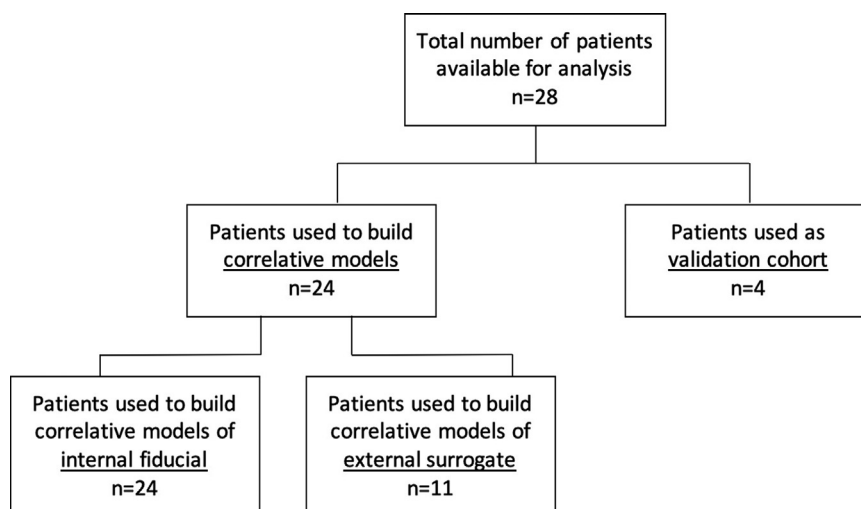 Total number of patients
available for analysis
n=28
Patients used to build
correlative models
n=24
Patients used as
validation cohort
n=4
Patients used to build
correlative models of
internal fiducial
n=24
Patients used to build
correlative models of
external surrogate
n=11